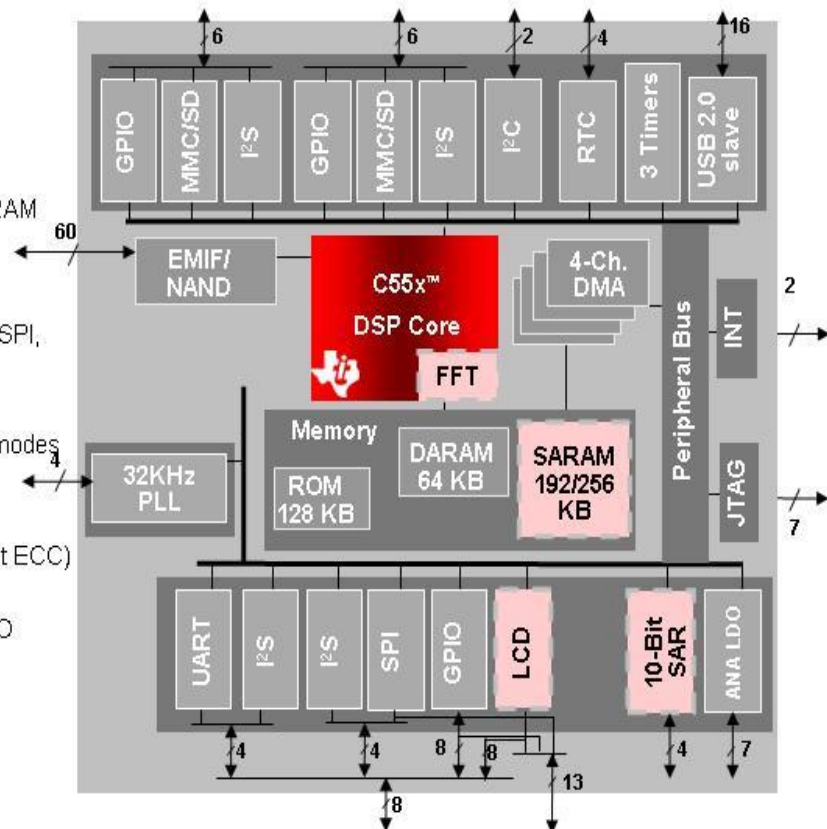 6
6
2
4
16
GPIO
MMC/SD
I²S
GPIO
MMC/SD
I²S
I²C
RTC
3 Timers
USB 2.0
slave
RAM
60
EMIF/
NAND
C55x™
DSP Core
FFT
4-Ch.
DMA
Peripheral Bus
INT
2
SPI,
Memory
ROM
128 KB
DARAM
64 KB
SARAM
192/256
KB
modes
4
32KHz
PLL
JTAG
7
t ECC)
O
UART
I²S
I²S
SPI
GPIO
LCD
10-Bit
SAR
ANA LDO
4
4
8
8
4
7
13
8